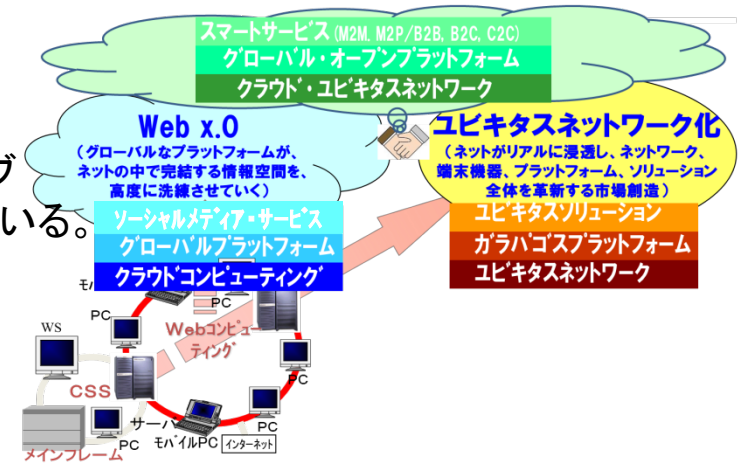 スマートサービス(M2M, M2P/B2B, B2C, C2C)
グローバル・オープンプラットフォーム
クラウド・ユビキタスネットワーク
Web x.0
(グローバルなプラットフォームが、
ネットの中で完結する情報空間を、
高度に洗練させていく)
ソーシャルメディア・サービス
グローバルプラットフォーム
クラウドコンピューティング
ユビキタスネットワーク化
(ネットがリアルに浸透し、ネットワーク、
端末機器、プラットフォーム、ソリューション
全体を革新する市場創造)
ユビキタスソリューション
ガラパゴスプラットフォーム
ユビキタスネットワーク
ブ
いる。
PC
PC
Webコンピュー
ティング
WS
CSS
PC
PC
サーバ
PC
モバイルPC
インターネット
メインフレーム